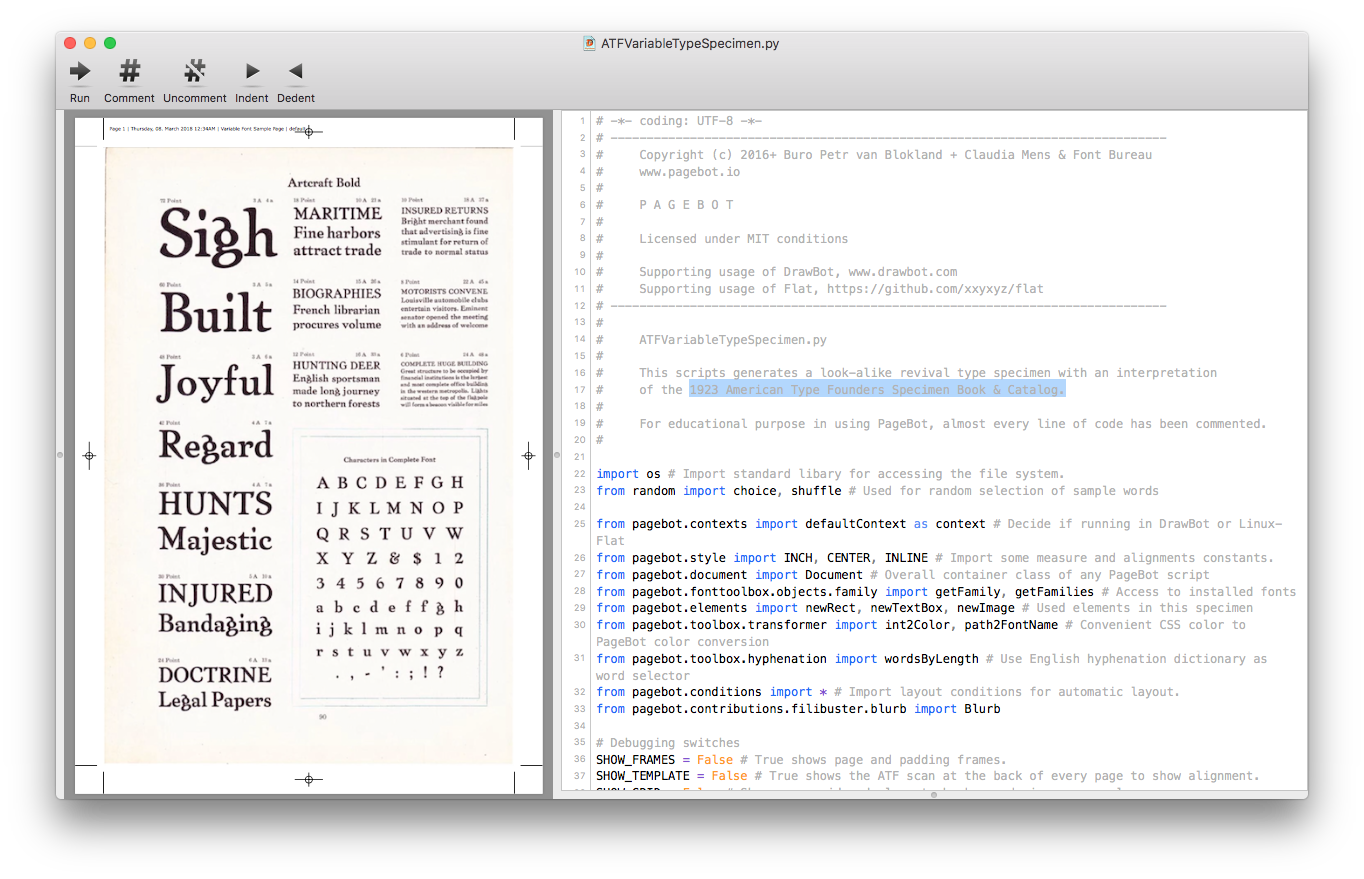 ATFVariableTypeSpecimen.py
Run Comment Uncomment Indent Dedent
Page 1 | Thursday, 08. March 2018 12:34AM | Variable Font Sample Page | default
Artcraft Bold
72 Point 3 A 4 a
Sigh
60 Point 3 A 5 a
Built
48 Point 3 A 6 a
Joyful
42 Point 4 A 7 a
Regard
36 Point
HUNTS
Majestic
30 Point
INJURED
Bandaging
24 Point
DOCTRINE
Legal Papers
18 Point
MARITIME
Fine harbors
attract trade
14 Point
BIOGRAPHIES
French librarian
procures volume
12 Point
HUNTING DEER
English sportsman
made long journey
to northern forests
10 Point
INSURED RETURNS
Bright merchant found
that advertising is fine
stimulant for return of
trade to normal status
8 Point
MOTORISTS CONVENE
Louisville automobile clubs
entertain visitors. Eminent
senator opened the meeting
with an address of welcome
6 Point
COMPLETE HUGE BUILDING
Great structure to be occupied by
financial institutions is the largest
and most complete office building
in the western metropolis. Lights
situated at the top of the flagpole
will form a beacon visible for miles
Characters in Complete Font
A B C D E F G H
I J K L M N O P
Q R S T U V W
X Y Z & $ 1 2
3 4 5 6 7 8 9 0
a b c d e f f g h
i j k l m n o p q
r s t u v w x y z
. , - ' : ; ! ?
90
1 # -*- coding: UTF-8 -*-
2 # -----------------------------------------------------------------------------
3 # Copyright (c) 2016+ Buro Petr van Blokland + Claudia Mens & Font Bureau
4 # www.pagebot.io
5 #
6 # P A G E B O T
7 #
8 # Licensed under MIT conditions
9 #
10 # Supporting usage of DrawBot, www.drawbot.com
11 # Supporting usage of Flat, https://github.com/xxyxyz/flat
12 # -----------------------------------------------------------------------------
13 #
14 # ATFVariableTypeSpecimen.py
15 #
16 # This scripts generates a look-alike revival type specimen with an interpretation
17 # of the 1923 American Type Founders Specimen Book & Catalog.
18 #
19 # For educational purpose in using PageBot, almost every line of code has been commented.
20 #
21
22 import os # Import standard libary for accessing the file system.
23 from random import choice, shuffle # Used for random selection of sample words
24
25 from pagebot.contexts import defaultContext as context # Decide if running in DrawBot or Linux-
Flat
26 from pagebot.style import INCH, CENTER, INLINE # Import some measure and alignments constants.
27 from pagebot.document import Document # Overall container class of any PageBot script
28 from pagebot.fonttoolbox.objects.family import getFamily, getFamilies # Access to installed fonts
29 from pagebot.elements import newRect, newTextBox, newImage # Used elements in this specimen
30 from pagebot.toolbox.transformer import int2Color, path2FontName # Convenient CSS color to
PageBot color conversion
31 from pagebot.toolbox.hyphenation import wordsByLength # Use English hyphenation dictionary as
word selector
32 from pagebot.conditions import * # Import layout conditions for automatic layout.
33 from pagebot.contributions.filibuster.blurb import Blurb
34
35 # Debugging switches
36 SHOW_FRAMES = False # True shows page and padding frames.
37 SHOW_TEMPLATE = False # True shows the ATF scan at the back of every page to show alignment.